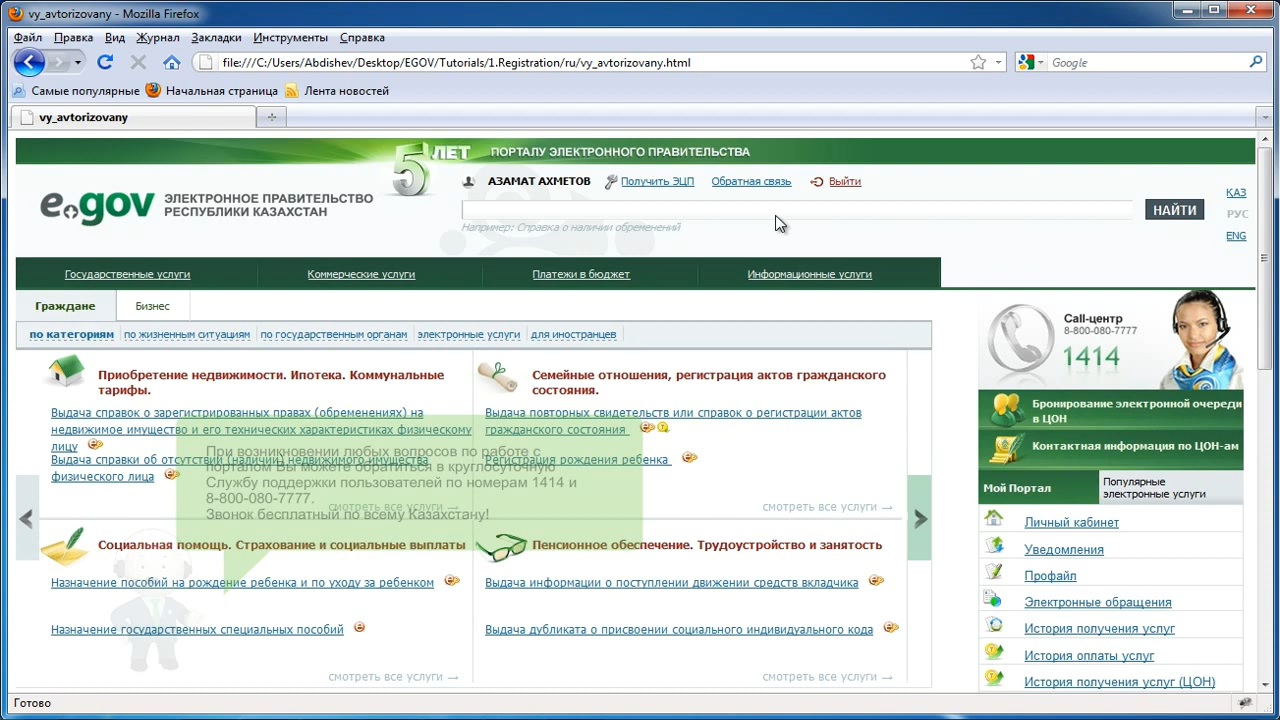 vy_avtorizovany - Mozilla Firefox
Файл Правка Вид Журнал Закладки Инструменты Справка
file:///C:/Users/Abdishev/Desktop/EGOV/Tutorials/1.Registration/ru/vy_avtorizovany.html
Google
Самые популярные Начальная страница Лента новостей
vy_avtorizovany
5 ЛЕТ ПОРТАЛУ ЭЛЕКТРОННОГО ПРАВИТЕЛЬСТВА
АЗАМАТ АХМЕТОВ Получить ЭЦП Обратная связь Выйти
e.gov ЭЛЕКТРОННОЕ ПРАВИТЕЛЬСТВО
РЕСПУБЛИКИ КАЗАХСТАН
НАЙТИ
Например: Справка о наличии обременений
ҚАЗ
РУС
ENG
Государственные услуги Коммерческие услуги Платежи в бюджет Информационные услуги
Граждане Бизнес
по категориям по жизненным ситуациям по государственным органам электронные услуги для иностранцев
Приобретение недвижимости. Ипотека. Коммунальные
тарифы.
Выдача справок о зарегистрированных правах (обременениях) на
недвижимое имущество и его технических характеристиках физическому
лицу
Выдача справки об отсутствии (наличии) недвижимого имущества
физического лица
смотреть все услуги →
Семейные отношения, регистрация актов гражданского
состояния.
Выдача повторных свидетельств или справок о регистрации актов
гражданского состояния
Регистрация рождения ребенка
смотреть все услуги →
При возникновении любых вопросов по работе с
порталом Вы можете обратиться в круглосуточную
Службу поддержки пользователей по номерам 1414 и
8-800-080-7777.
Звонок бесплатный по всему Казахстану!
Социальная помощь. Страхование и социальные выплаты
Назначение пособий на рождение ребенка и по уходу за ребенком
Назначение государственных специальных пособий
смотреть все услуги →
Пенсионное обеспечение. Трудоустройство и занятость
Выдача информации о поступлении движении средств вкладчика
Выдача дубликата о присвоении социального индивидуального кода
смотреть все услуги →
Call-центр
8-800-080-7777
1414
Бронирование электронной очереди
в ЦОН
Контактная информация по ЦОН-ам
Мой Портал
Популярные
электронные услуги
Личный кабинет
Уведомления
Профайл
Электронные обращения
История получения услуг
История оплаты услуг
История получения услуг (ЦОН)
Готово